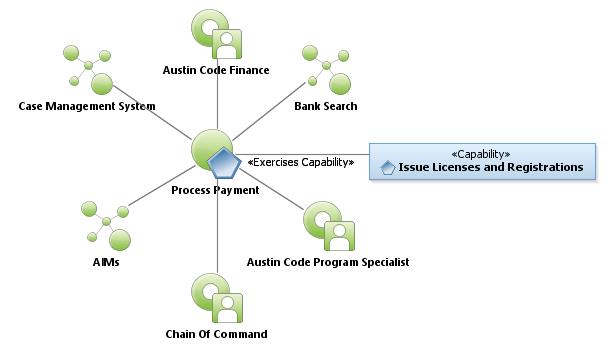 Austin Code Finance
Case Management System
Bank Search
«Exercises Capability»
«Capability»
Issue Licenses and Registrations
Process Payment
AIMs
Austin Code Program Specialist
Chain Of Command